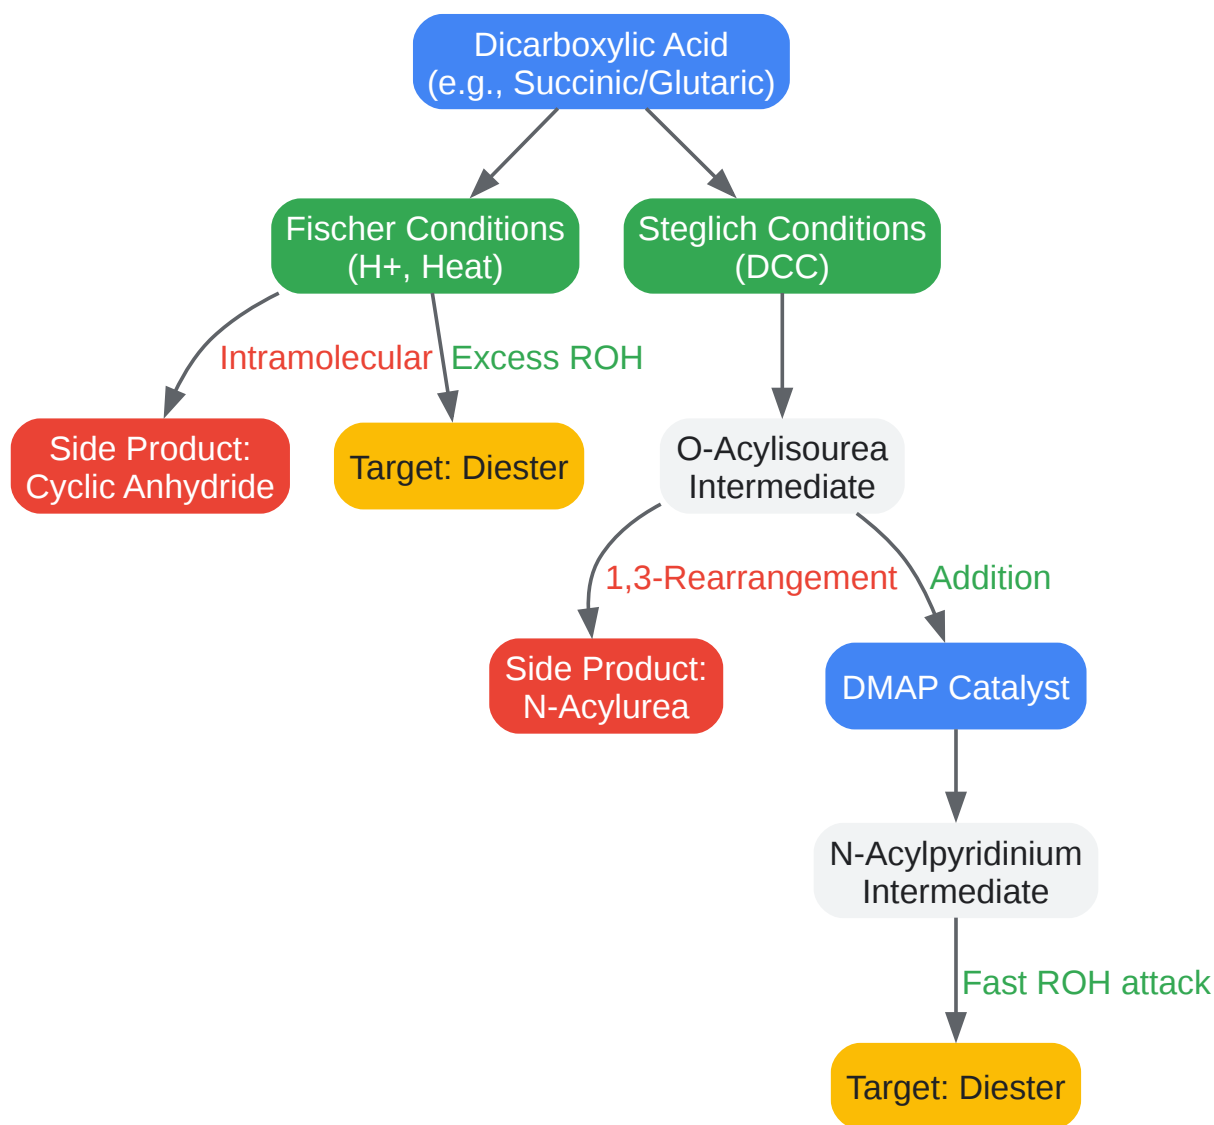 Dicarboxylic Acid
(e.g., Succinic/Glutaric)
Fischer Conditions
(H+, Heat)
Steglich Conditions
(DCC)
Intramolecular
Excess ROH
Side Product:
Cyclic Anhydride
Target: Diester
O-Acylisourea
Intermediate
1,3-Rearrangement
Addition
Side Product:
N-Acylurea
DMAP Catalyst
N-Acylpyridinium
Intermediate
Fast ROH attack
Target: Diester